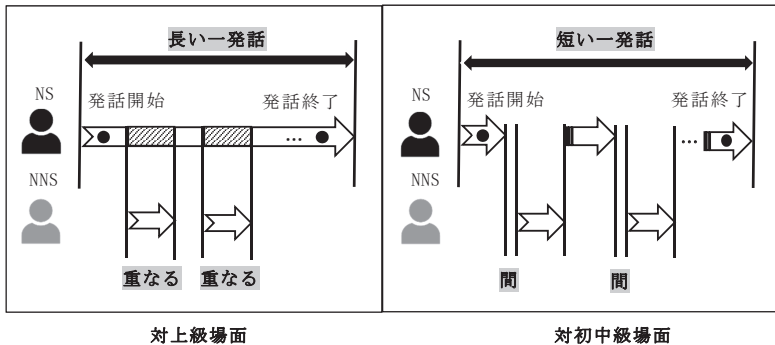 長い一発話
NS
発話開始
発話終了
…
NNS
重なる
重なる
対上級場面
短い一発話
NS
発話開始
発話終了
…
NNS
間
間
対初中級場面